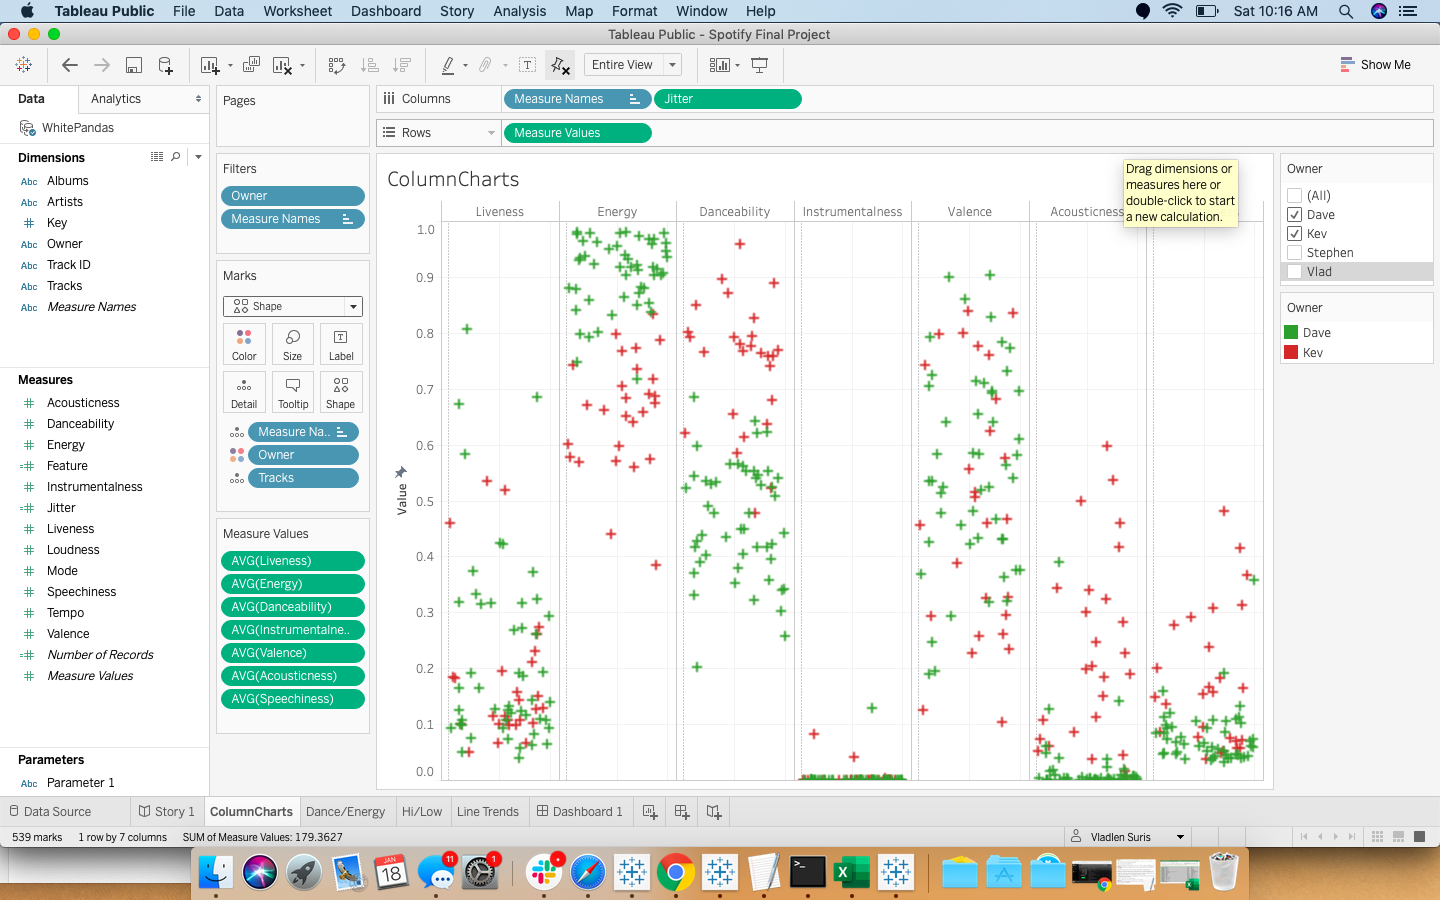 Tableau Public File Data Worksheet Dashboard Story Analysis Map Format Window Help Sat 10:16 AM
Tableau Public - Spotify Final Project
Entire View
Show Me
Data Analytics
WhitePandas
Dimensions
Abc Albums
Abc Artists
Key
Abc Owner
Abc Track ID
Abc Tracks
Abc Measure Names
Measures
Acousticness
Danceability
Energy
Feature
Instrumentalness
Jitter
Liveness
Loudness
Mode
Speechiness
Tempo
Valence
Number of Records
Measure Values
Parameters
Abc Parameter 1
Pages
Filters
Owner
Measure Names
Marks
Shape
Color Size Label
Detail Tooltip Shape
Measure Na..
Owner
Tracks
Measure Values
AVG(Liveness)
AVG(Energy)
AVG(Danceability)
AVG(Instrumentalne..
AVG(Valence)
AVG(Acousticness)
AVG(Speechiness)
Columns Measure Names Jitter
Rows Measure Values
ColumnCharts
Liveness Energy Danceability Instrumentalness Valence Acousticness
Drag dimensions or
measures here or
double-click to start
a new calculation.
1.0
0.9
0.8
0.7
0.6
0.5
0.4
0.3
0.2
0.1
0.0
Value
Owner
(All)
Dave
Kev
Stephen
Vlad
Owner
Dave
Kev
Data Source Story 1 ColumnCharts Dance/Energy Hi/Low Line Trends Dashboard 1
539 marks 1 row by 7 columns SUM of Measure Values: 179.3627 Vladlen Suris
JAN
18
11
1